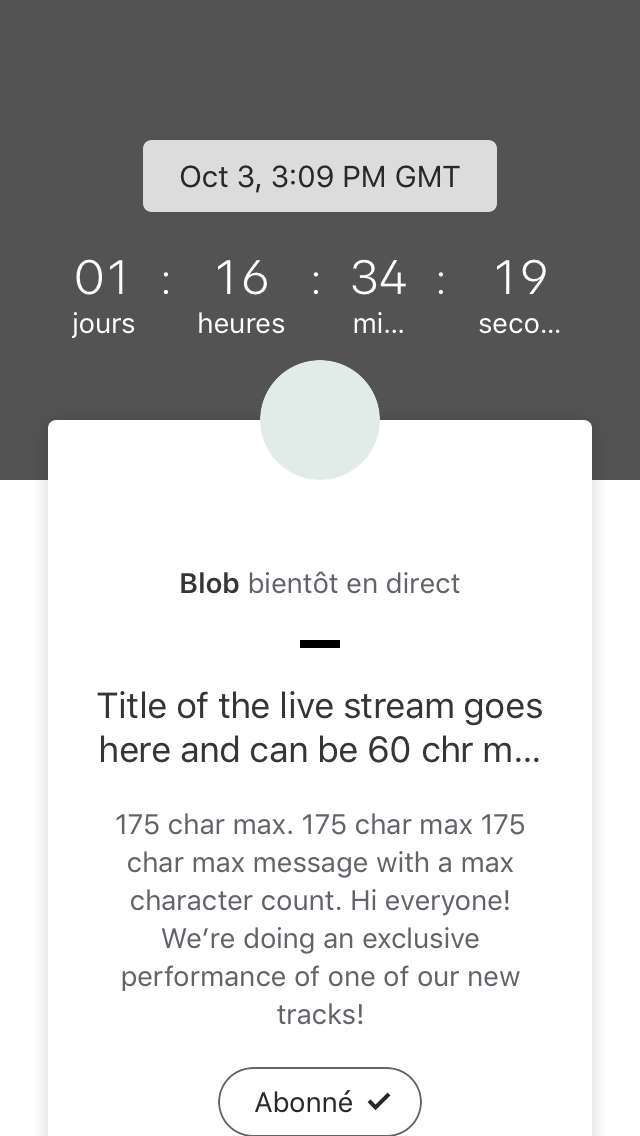 Oct 3, 3:09 PM GMT
01 : 16 : 34 : 19
jours heures mi... seco...
Blob bientôt en direct
Title of the live stream goes
here and can be 60 chr m...
175 char max. 175 char max 175
char max message with a max
character count. Hi everyone!
We’re doing an exclusive
performance of one of our new
tracks!
Abonné